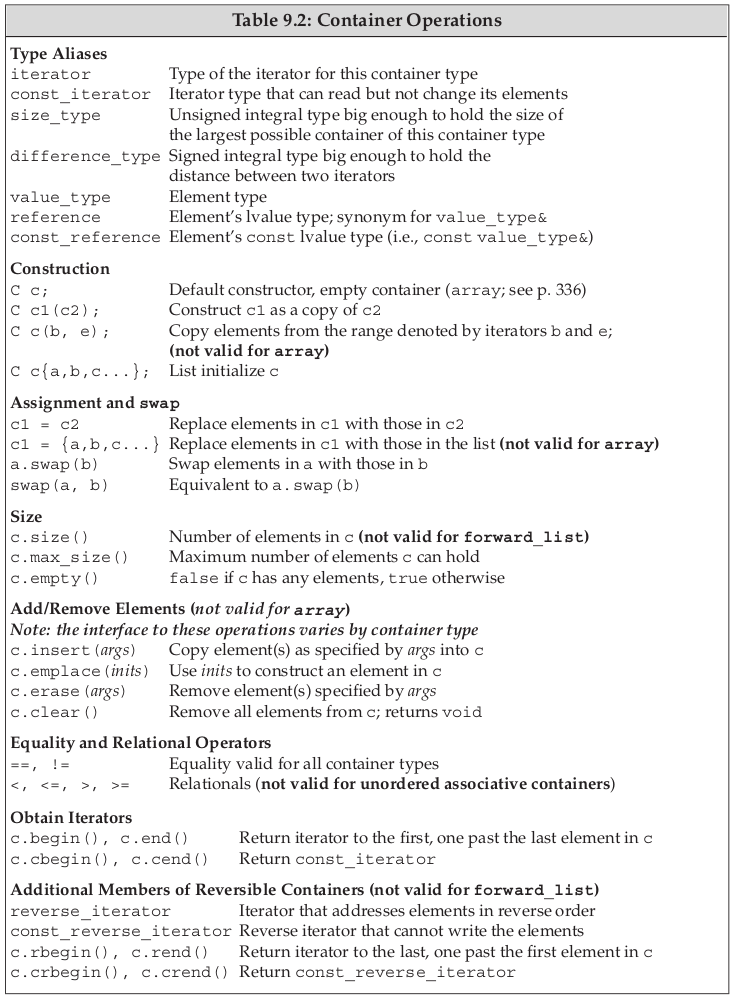 Table 9.2: Container Operations
Type Aliases
iterator Type of the iterator for this container type
const_iterator Iterator type that can read but not change its elements
size_type Unsigned integral type big enough to hold the size of
the largest possible container of this container type
difference_type Signed integral type big enough to hold the
distance between two iterators
value_type Element type
reference Element's lvalue type; synonym for value_type&
const_reference Element's const lvalue type (i.e., const value_type&)
Construction
C c; Default constructor, empty container (array; see p. 336)
C c1(c2); Construct c1 as a copy of c2
C c(b, e); Copy elements from the range denoted by iterators b and e;
(not valid for array)
C c{a,b,c...}; List initialize c
Assignment and swap
c1 = c2 Replace elements in c1 with those in c2
c1 = {a,b,c...} Replace elements in c1 with those in the list (not valid for array)
a.swap(b) Swap elements in a with those in b
swap(a, b) Equivalent to a.swap(b)
Size
c.size() Number of elements in c (not valid for forward_list)
c.max_size() Maximum number of elements c can hold
c.empty() false if c has any elements, true otherwise
Add/Remove Elements (not valid for array)
Note: the interface to these operations varies by container type
c.insert(args) Copy element(s) as specified by args into c
c.emplace(inits) Use inits to construct an element in c
c.erase(args) Remove element(s) specified by args
c.clear() Remove all elements from c; returns void
Equality and Relational Operators
==, != Equality valid for all container types
<, <=, >, >= Relationals (not valid for unordered associative containers)
Obtain Iterators
c.begin(), c.end() Return iterator to the first, one past the last element in c
c.cbegin(), c.cend() Return const_iterator
Additional Members of Reversible Containers (not valid for forward_list)
reverse_iterator Iterator that addresses elements in reverse order
const_reverse_iterator Reverse iterator that cannot write the elements
c.rbegin(), c.rend() Return iterator to the last, one past the first element in c
c.crbegin(), c.crend() Return const_reverse_iterator